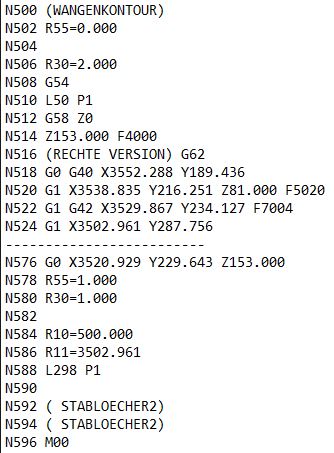 N500 (WANGENKONTOUR)
N502 R55=0.000
N504
N506 R30=2.000
N508 G54
N510 L50 P1
N512 G58 Z0
N514 Z153.000 F4000
N516 (RECHTE VERSION) G62
N518 G0 G40 X3552.288 Y189.436
N520 G1 X3538.835 Y216.251 Z81.000 F5020
N522 G1 G42 X3529.867 Y234.127 F7004
N524 G1 X3502.961 Y287.756
-------------------------
N576 G0 X3520.929 Y229.643 Z153.000
N578 R55=1.000
N580 R30=1.000
N582
N584 R10=500.000
N586 R11=3502.961
N588 L298 P1
N590
N592 ( STABLOECHER2)
N594 ( STABLOECHER2)
N596 M00